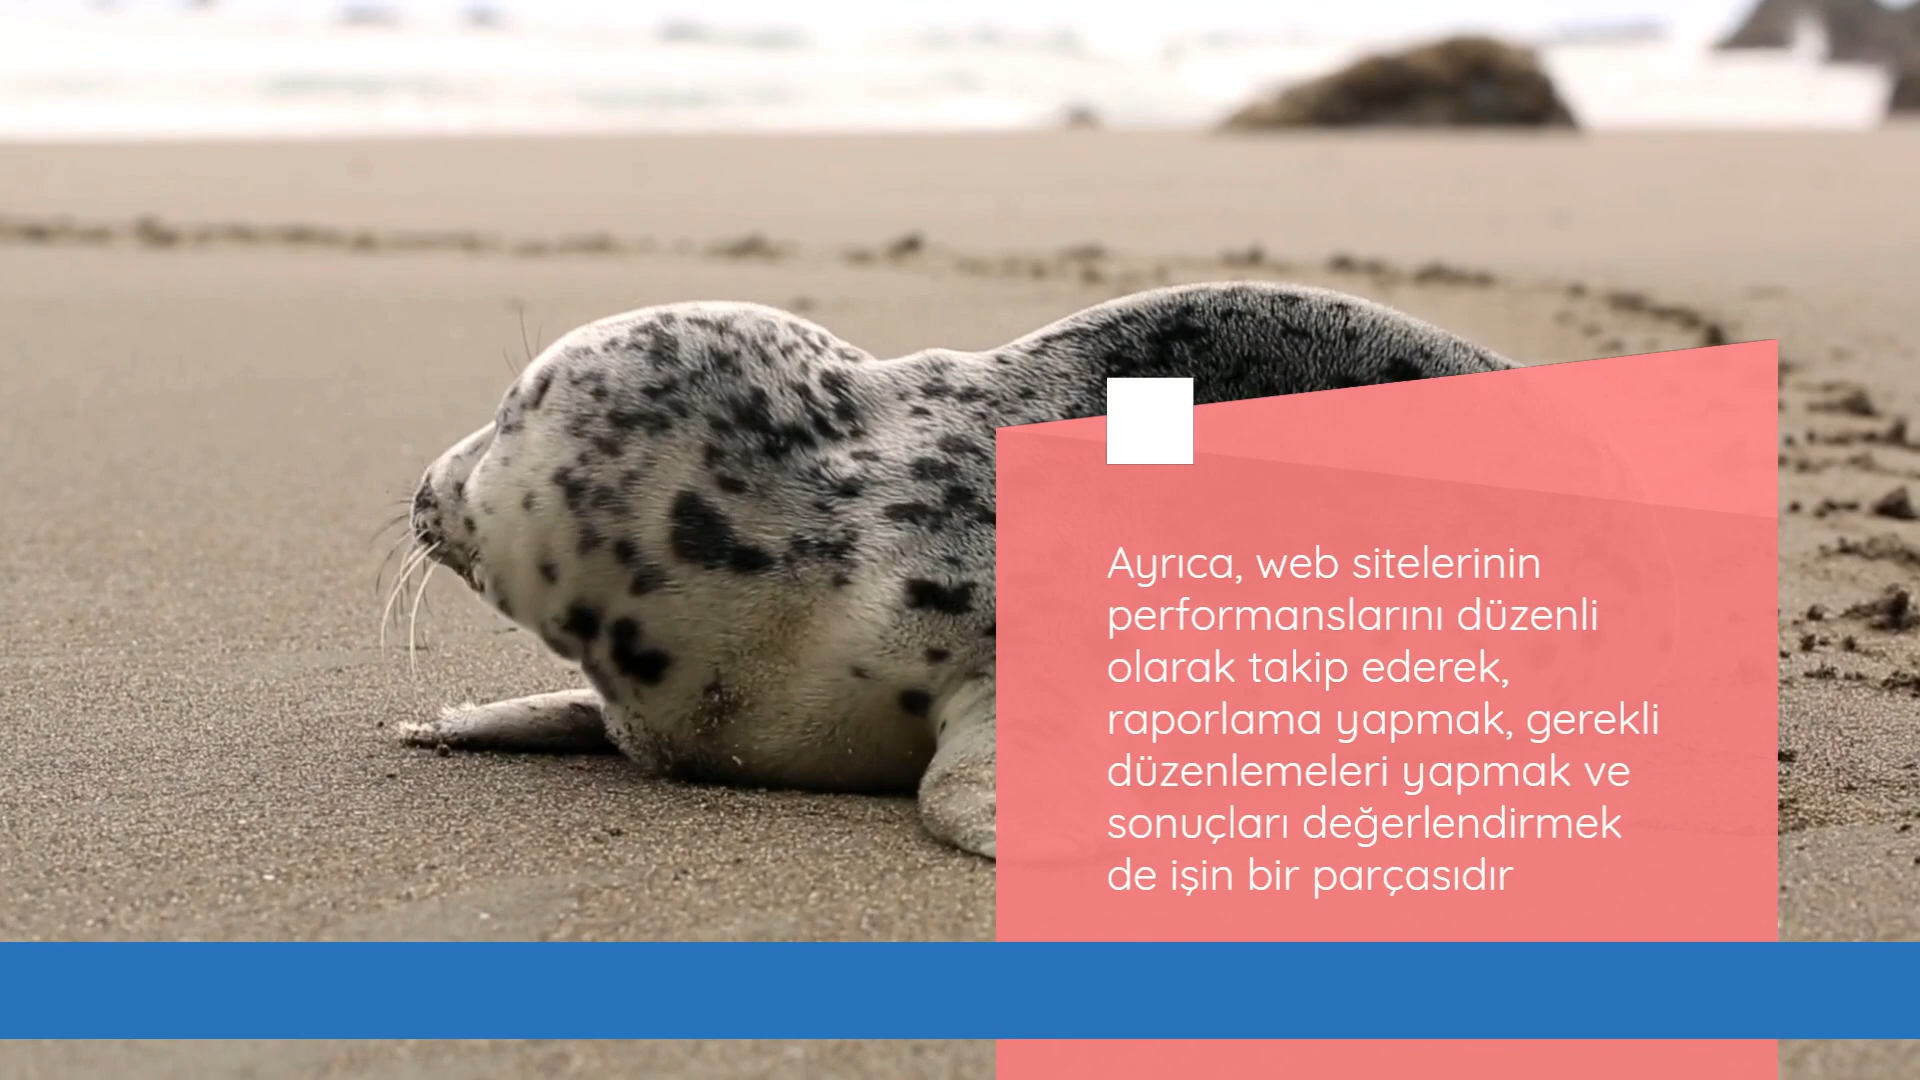 Ayrıca, web sitelerinin
performanslarını düzenli
olarak takip ederek,
raporlama yapmak, gerekli
düzenlemeleri yapmak ve
sonuçları değerlendirmek
de işin bir parçasıdır